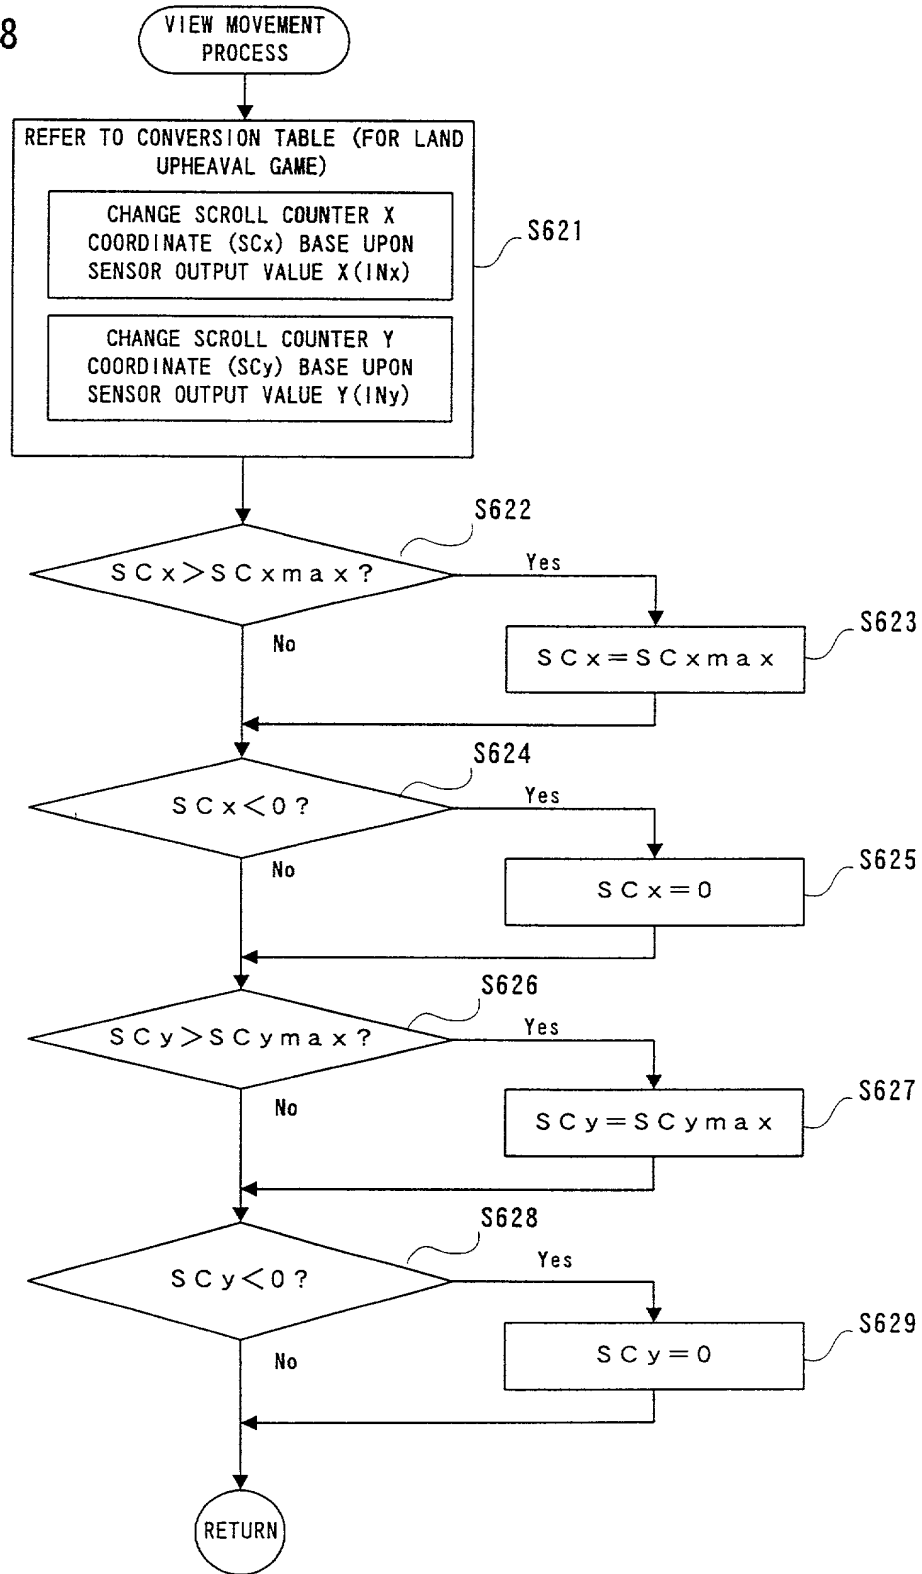 8
VIEW MOVEMENT
PROCESS
REFER TO CONVERSION TABLE (FOR LAND
UPHEAVAL GAME)
CHANGE SCROLL COUNTER X
COORDINATE (SCx) BASE UPON
SENSOR OUTPUT VALUE X(INx)
S621
CHANGE SCROLL COUNTER Y
COORDINATE (SCy) BASE UPON
SENSOR OUTPUT VALUE Y(INy)
S622
SCx>SCxmax?
Yes
No
S623
SCx=SCxmax
S624
SCx<0?
Yes
No
S625
SCx=0
S626
SCy>SCymax?
Yes
No
S627
SCy=SCymax
S628
SCy<0?
Yes
No
S629
SCy=0
RETURN